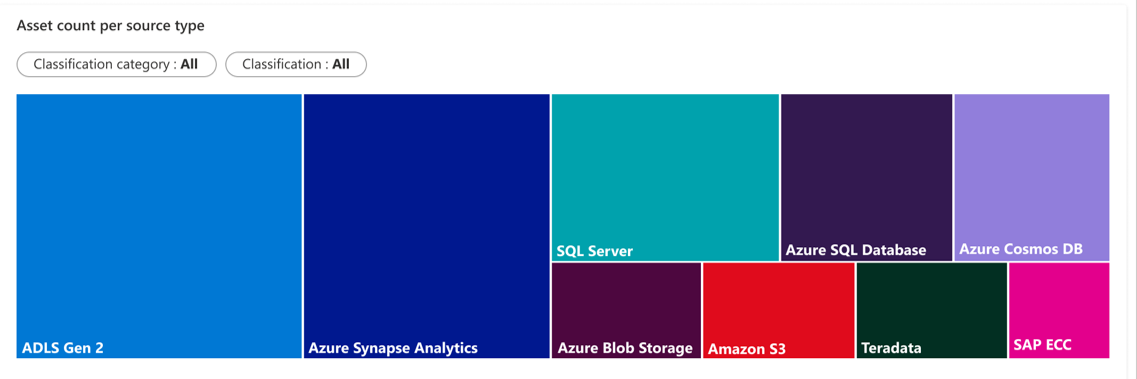 Asset count per source type
Classification category : All
Classification : All
SQL Server
Azure SQL Database
Azure Cosmos DB
ADLS Gen 2
Azure Synapse Analytics
Azure Blob Storage
Amazon S3
Teradata
SAP ECC